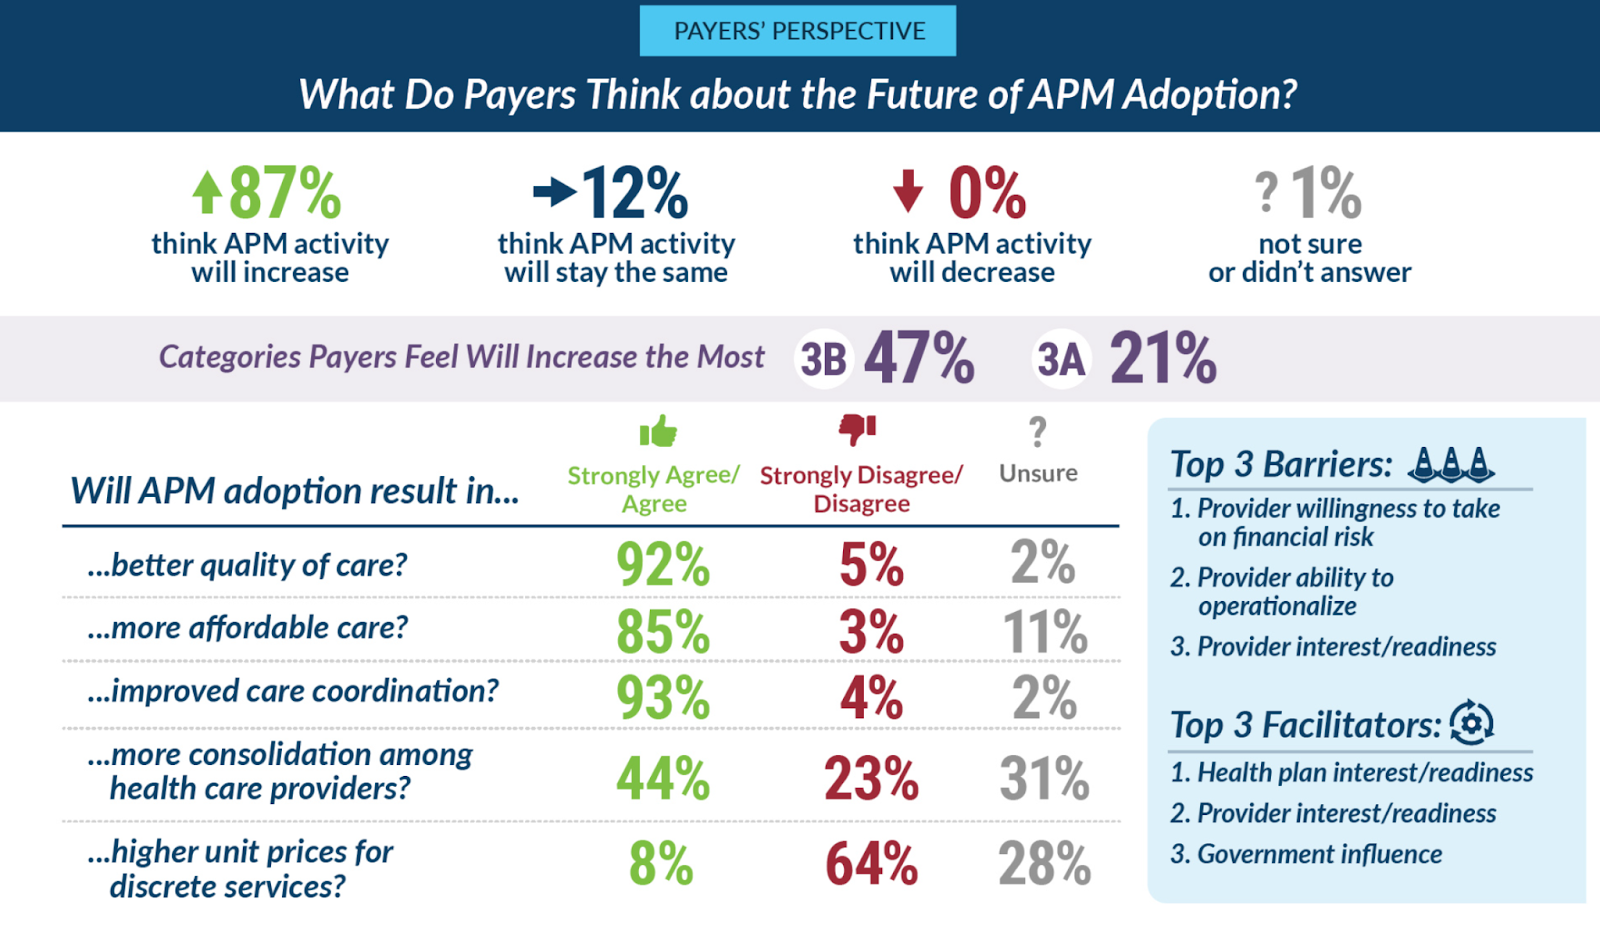 PAYERS’ PERSPECTIVE
What Do Payers Think about the Future of APM Adoption?
87%
think APM activity
will increase
12%
think APM activity
will stay the same
0%
think APM activity
will decrease
? 1%
not sure
or didn’t answer
Categories Payers Feel Will Increase the Most 3B 47% 3A 21%
Will APM adoption result in...
Strongly Agree/
Agree
Strongly Disagree/
Disagree
?
Unsure
...better quality of care? 92% 5% 2%
...more affordable care? 85% 3% 11%
...improved care coordination? 93% 4% 2%
...more consolidation among
health care providers? 44% 23% 31%
...higher unit prices for
discrete services? 8% 64% 28%
Top 3 Barriers:
1. Provider willingness to take
on financial risk
2. Provider ability to
operationalize
3. Provider interest/readiness
Top 3 Facilitators:
1. Health plan interest/readiness
2. Provider interest/readiness
3. Government influence